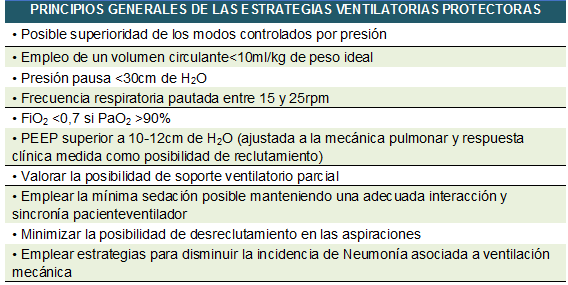 PRINCIPIOS GENERALES DE LAS ESTRATEGIAS VENTILATORIAS PROTECTORAS
• Posible superioridad de los modos controlados por presión
• Empleo de un volumen circulante<10ml/kg de peso ideal
• Presión pausa <30cm de H₂O
• Frecuencia respiratoria pautada entre 15 y 25rpm
• FiO₂ <0,7 si PaO₂ >90%
• PEEP superior a 10-12cm de H₂O (ajustada a la mecánica pulmonar y respuesta
clínica medida como posibilidad de reclutamiento)
• Valorar la posibilidad de soporte ventilatorio parcial
• Emplear la mínima sedación posible manteniendo una adecuada interacción y
sincronía pacienteventilador
• Minimizar la posibilidad de desreclutamiento en las aspiraciones
• Emplear estrategias para disminuir la incidencia de Neumonía asociada a ventilación
mecánica